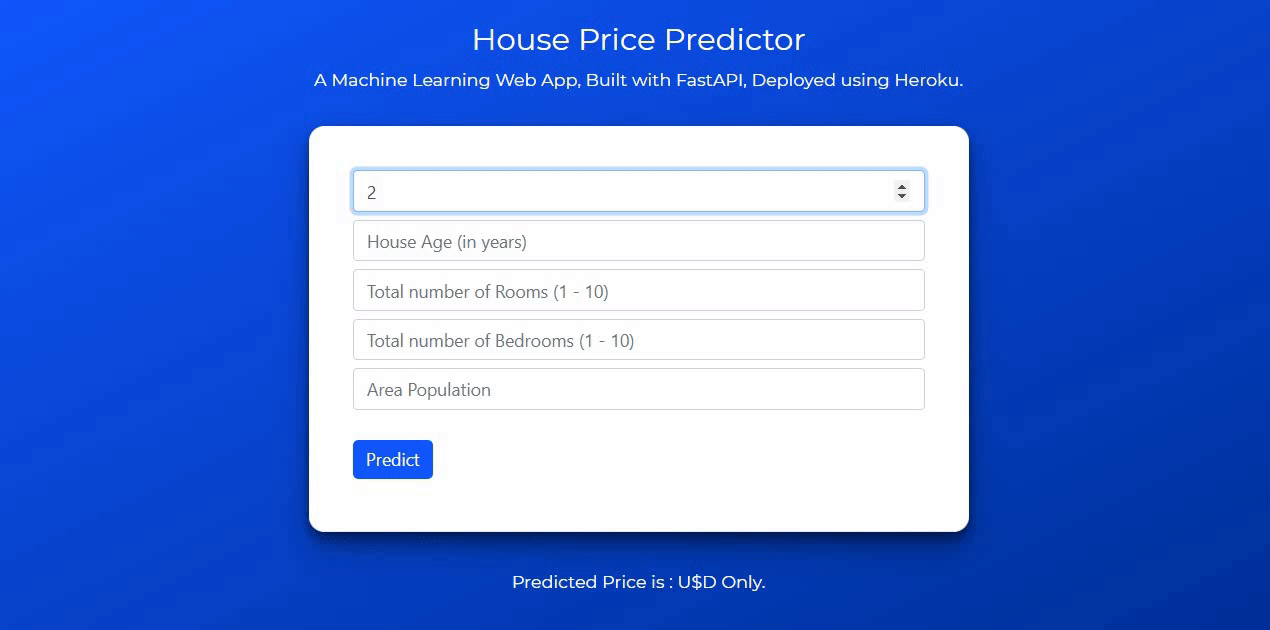 House Price Predictor
A Machine Learning Web App, Built with FastAPI, Deployed using Heroku.
2
House Age (in years)
Total number of Rooms (1 - 10)
Total number of Bedrooms (1 - 10)
Area Population
Predict
Predicted Price is : U$D Only.